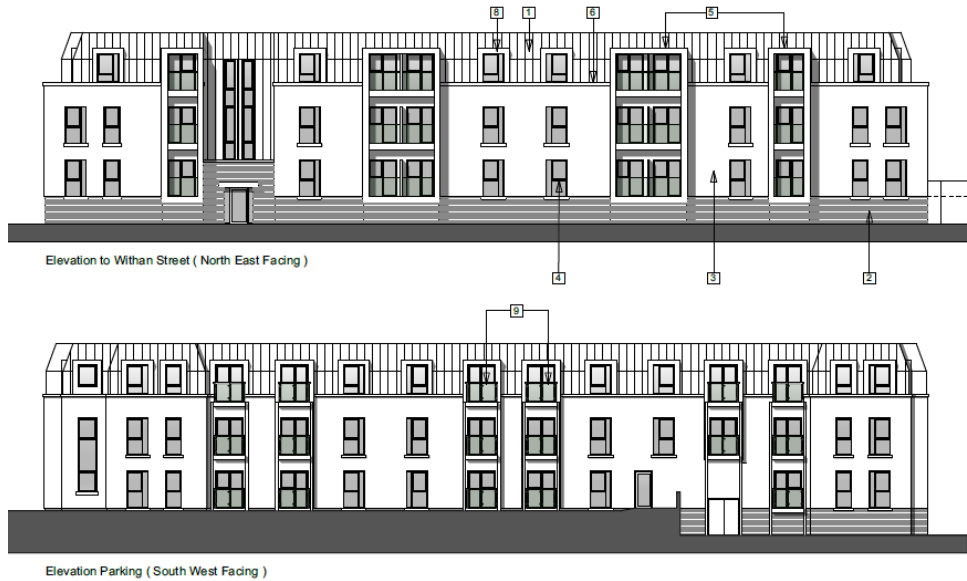 8 1 6 5
Elevation to Withan Street ( North East Facing )
4 3 2
9
Elevation Parking ( South West Facing )